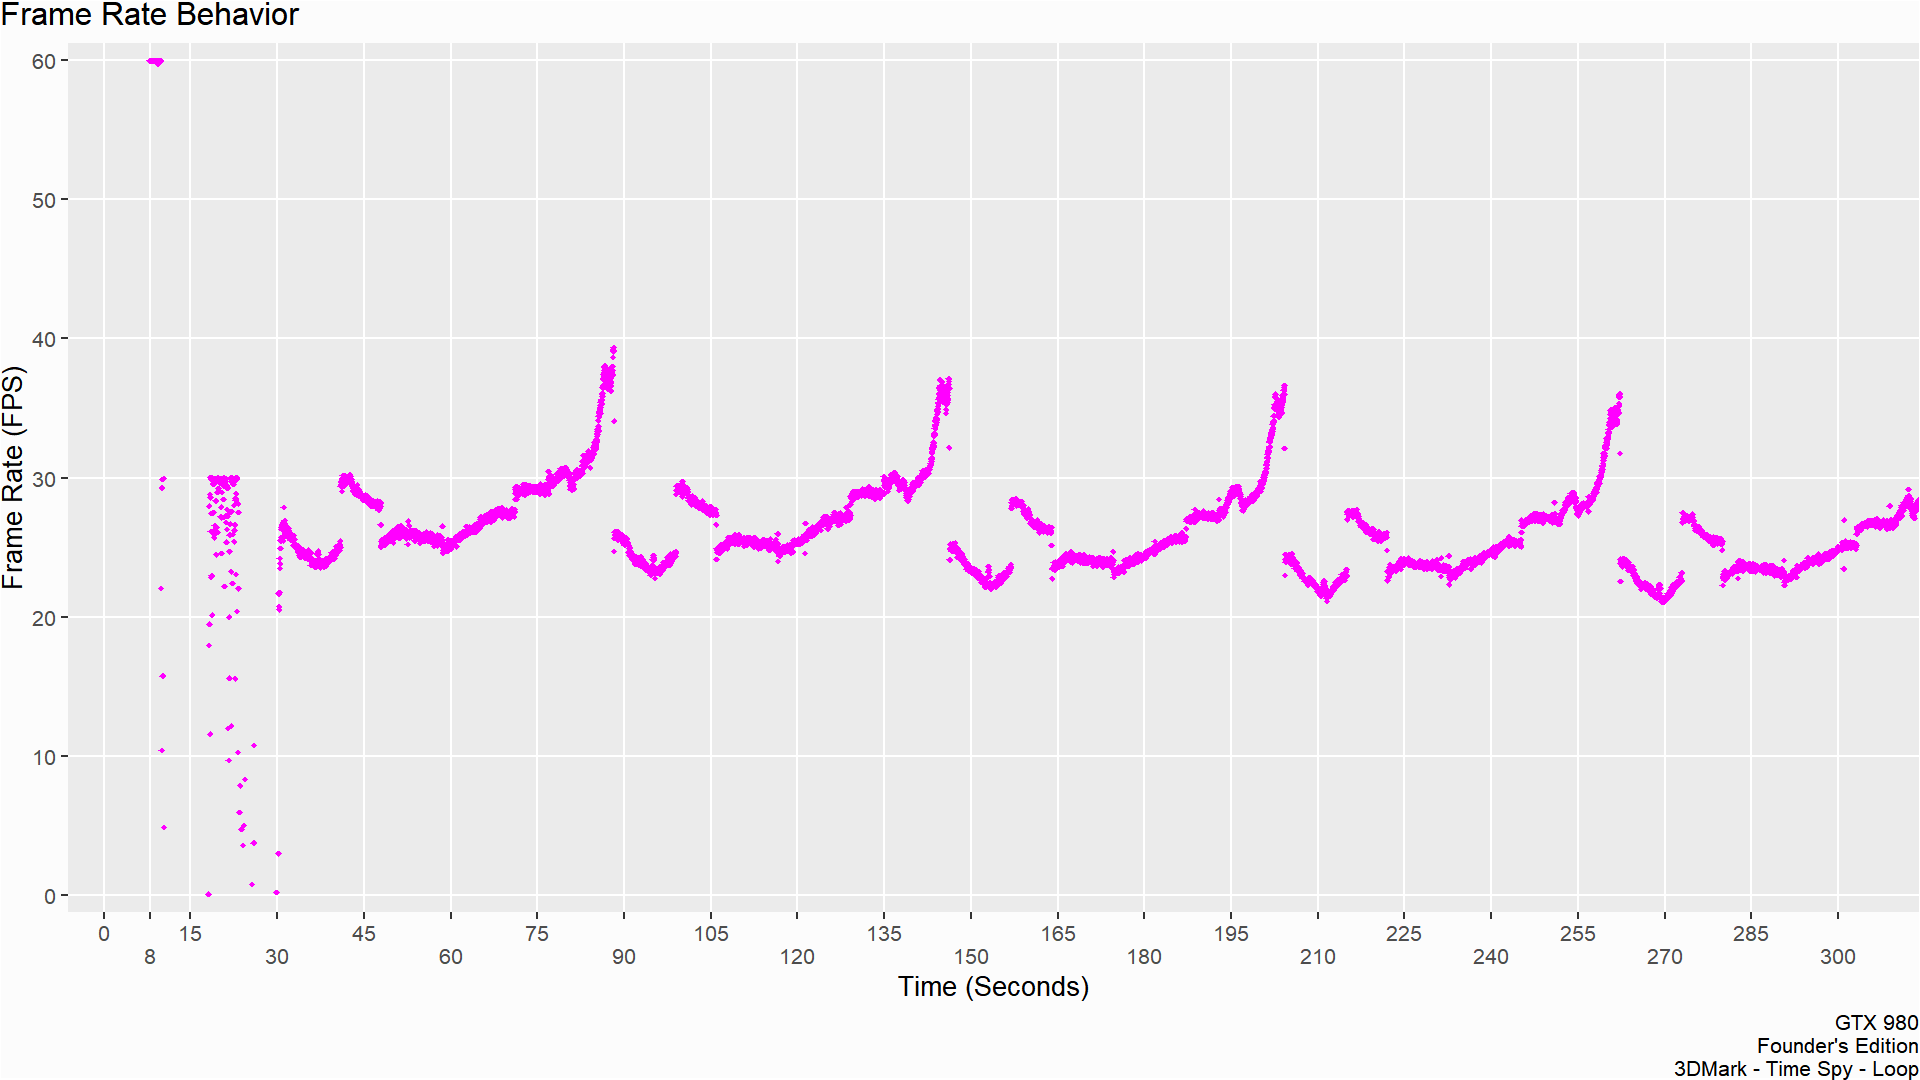 Frame Rate Behavior
Frame Rate (FPS)
60
50
40
30
20
10
0
0 15 45 75 105 135 165 195 225 255 285
8 30 60 90 120 150 180 210 240 270 300
Time (Seconds)
GTX 980
Founder's Edition
3DMark - Time Spy - Loop